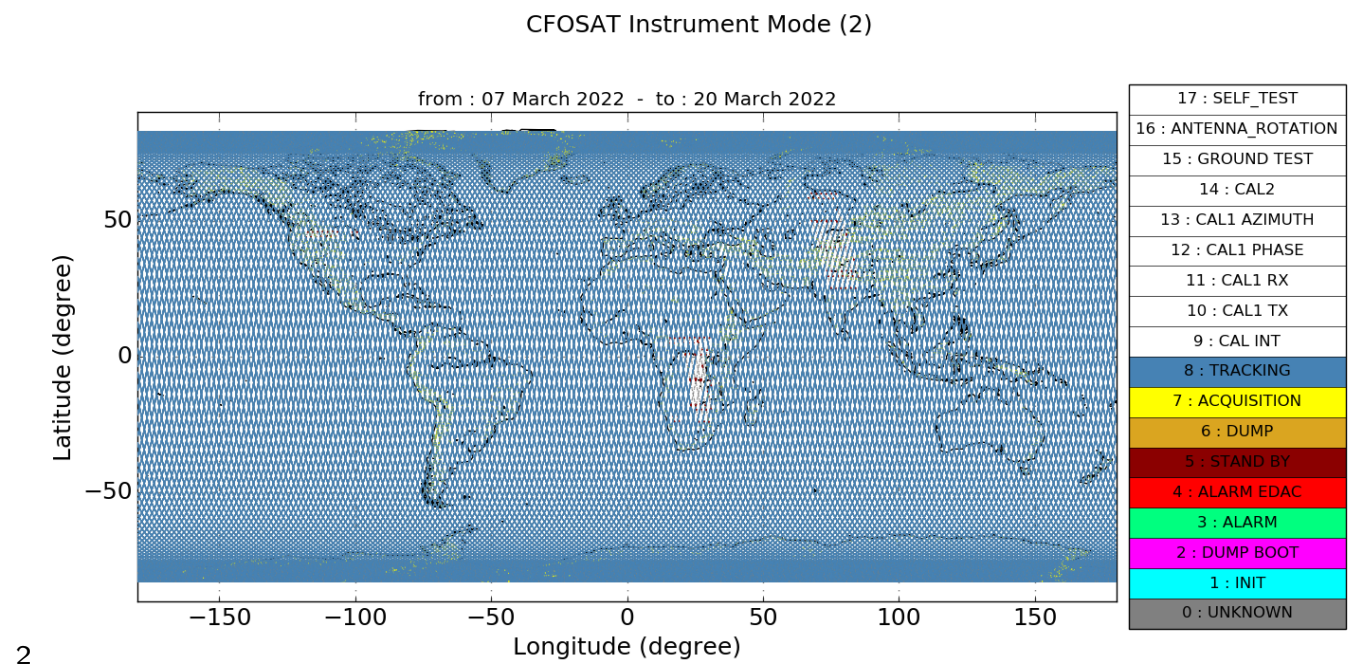 CFOSAT Instrument Mode (2)
from : 07 March 2022 - to : 20 March 2022
17 : SELF_TEST
16 : ANTENNA_ROTATION
15 : GROUND TEST
14 : CAL2
13 : CAL1 AZIMUTH
12 : CAL1 PHASE
11 : CAL1 RX
10 : CAL1 TX
9 : CAL INT
8 : TRACKING
7 : ACQUISITION
6 : DUMP
5 : STAND BY
4 : ALARM EDAC
3 : ALARM
2 : DUMP BOOT
1 : INIT
0 : UNKNOWN
Latitude (degree)
50
0
−50
−150 −100 −50 0 50 100 150
Longitude (degree)
2